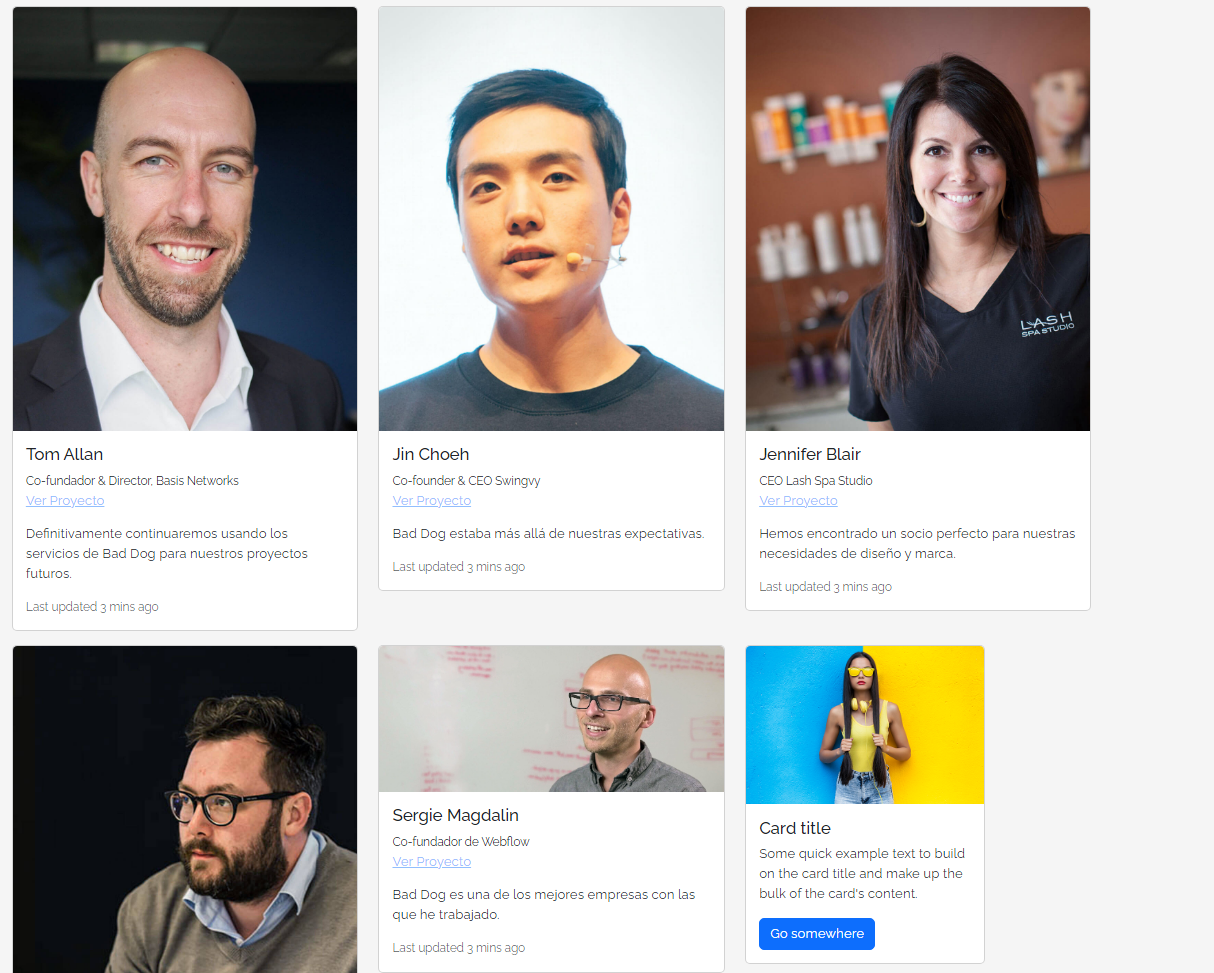 LASH
SPA STUDIO
Tom Allan
Co-fundador & Director, Basis Networks
Ver Proyecto
Definitivamente continuaremos usando los
servicios de Bad Dog para nuestros proyectos
futuros.
Last updated 3 mins ago
Jin Choeh
Co-founder & CEO Swingvy
Ver Proyecto
Bad Dog estaba más allá de nuestras expectativas.
Last updated 3 mins ago
Jennifer Blair
CEO Lash Spa Studio
Ver Proyecto
Hemos encontrado un socio perfecto para nuestras
necesidades de diseño y marca.
Last updated 3 mins ago
Sergie Magdalin
Co-fundador de Webflow
Ver Proyecto
Bad Dog es una de los mejores empresas con las
que he trabajado.
Last updated 3 mins ago
Card title
Some quick example text to build
on the card title and make up the
bulk of the card's content.
Go somewhere